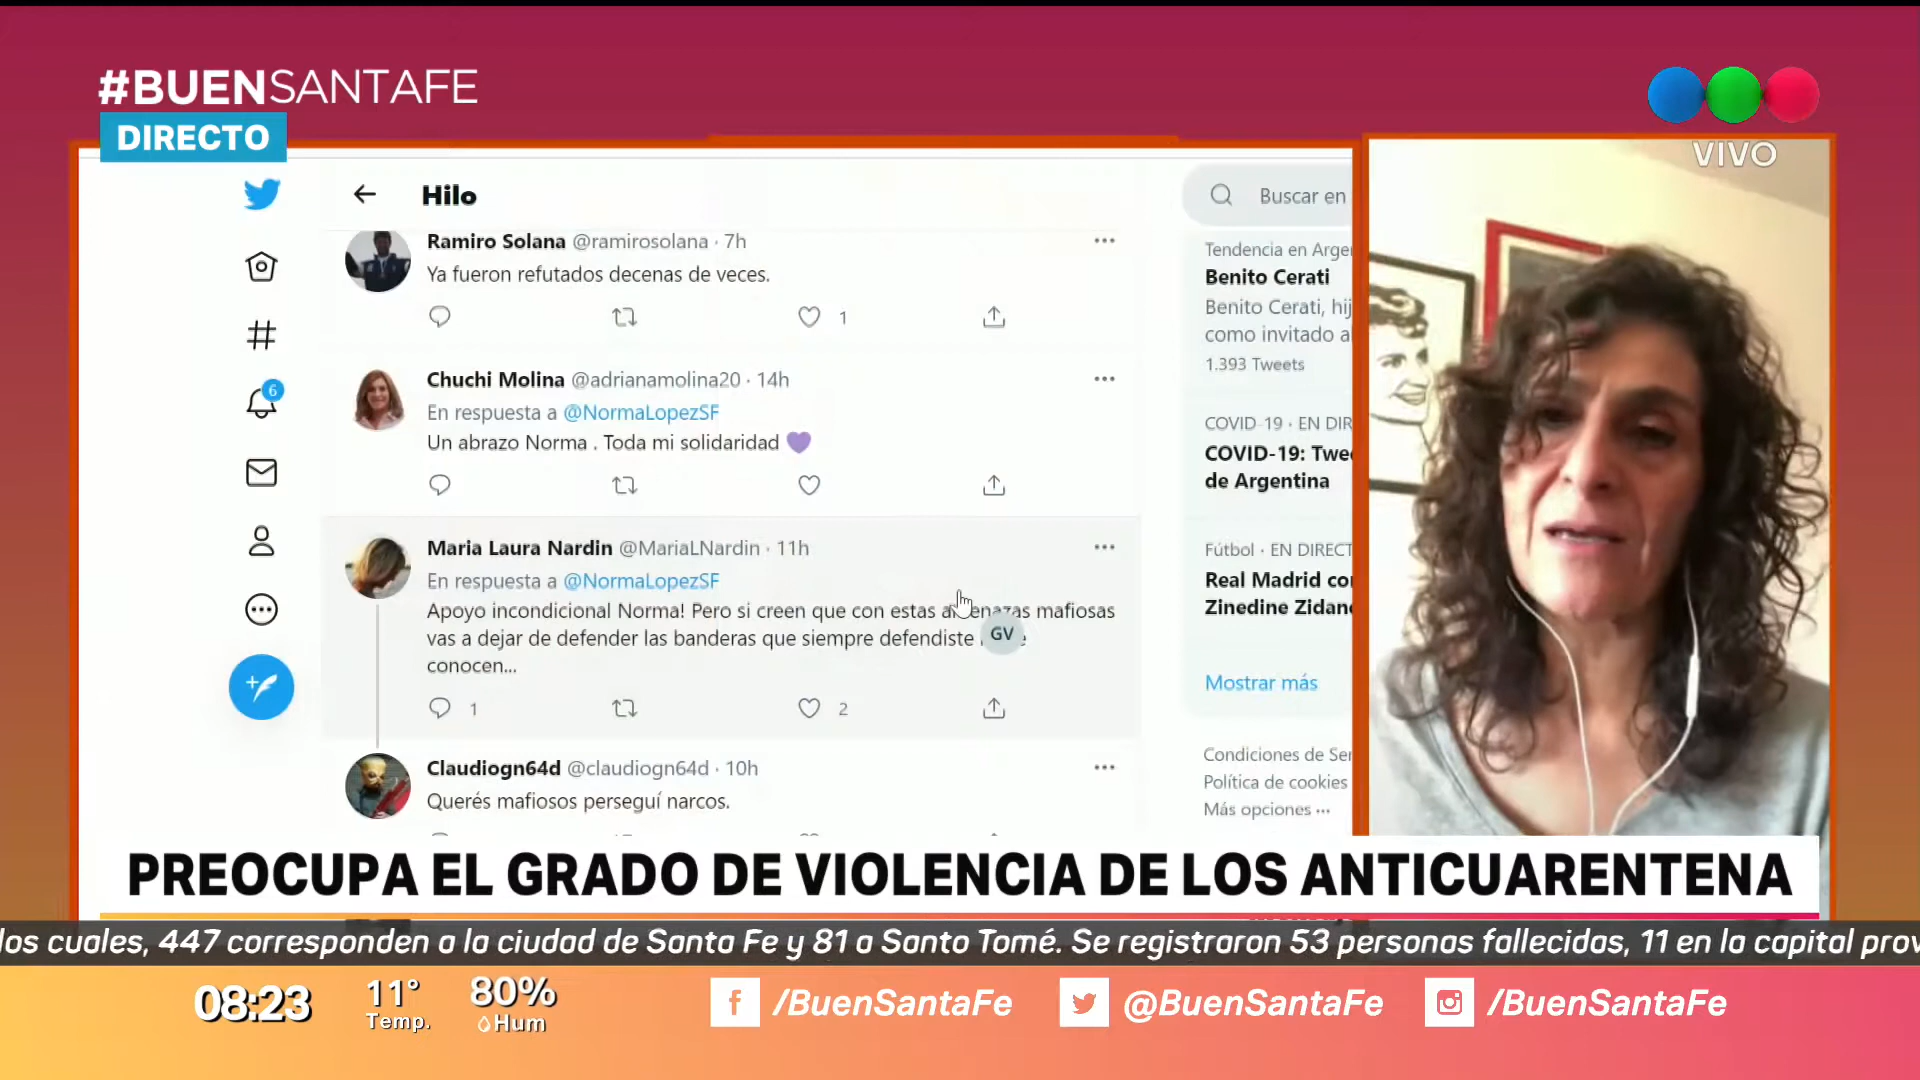 #BUENSANTAFE
DIRECTO
VIVO
Hilo
Buscar en
Ramiro Solana @ramirosolana · 7h
Ya fueron refutados decenas de veces.
1
Chuchi Molina @adrianamolina20 · 14h
En respuesta a @NormaLopezSF
Un abrazo Norma . Toda mi solidaridad 💜
6
Maria Laura Nardin @MariaLNardin · 11h
En respuesta a @NormaLopezSF
Apoyo incondicional Norma! Pero si creen que con estas amenazas mafiosas
vas a dejar de defender las banderas que siempre defendiste
conocen...
GV
1
2
Claudiogn64d @claudiogn64d · 10h
Querés mafiosos perseguí narcos.
Tendencia en Arge
Benito Cerati
Benito Cerati, hij
como invitado a
1.393 Tweets
COVID-19 · EN DIR
COVID-19: Twe
de Argentina
Fútbol · EN DIRECT
Real Madrid co
Zinedine Zidan
Mostrar más
Condiciones de Ser
Política de cookies
Más opciones ···
PREOCUPA EL GRADO DE VIOLENCIA DE LOS ANTICUARENTENA
los cuales, 447 corresponden a la ciudad de Santa Fe y 81 a Santo Tomé. Se registraron 53 personas fallecidas, 11 en la capital prov
08:23
11°
Temp.
80%
Hum
/BuenSantaFe
@BuenSantaFe
/BuenSantaFe